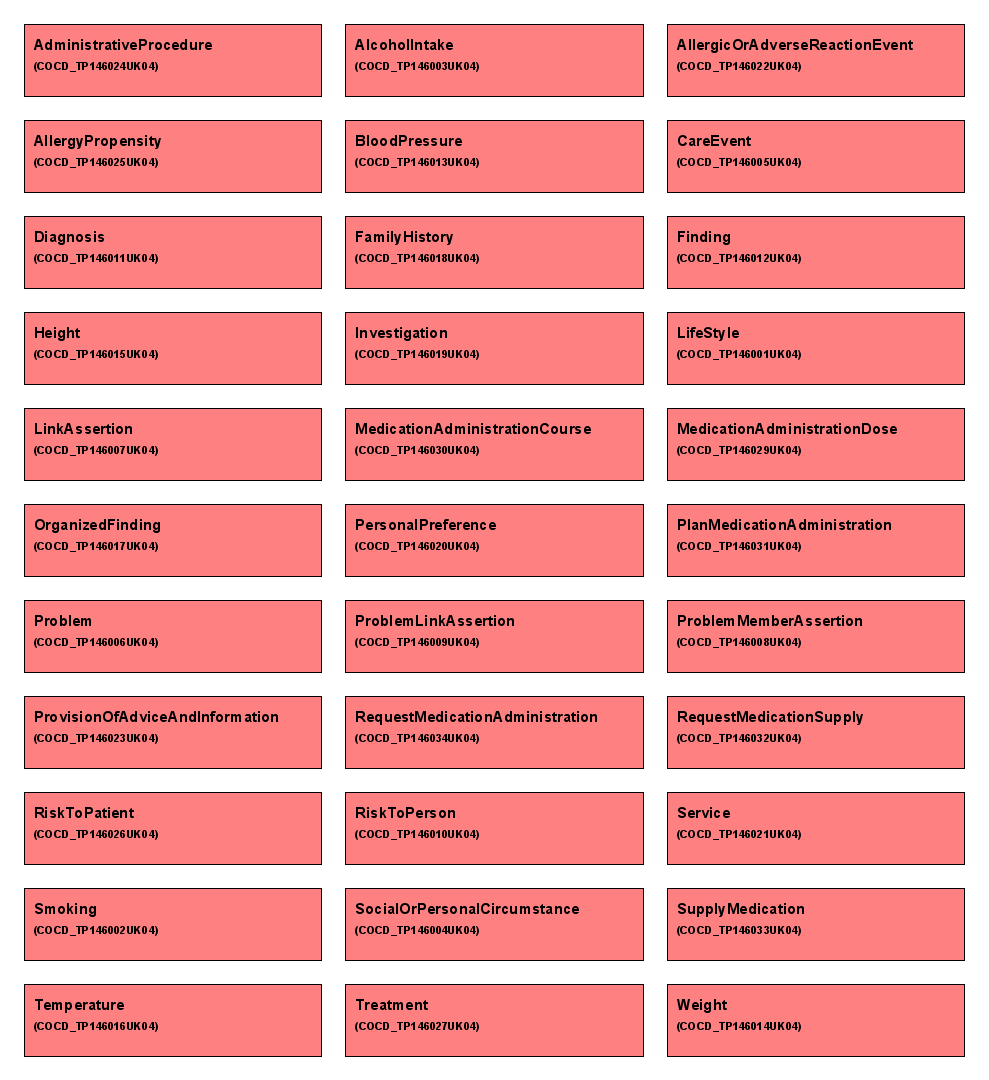 AdministrativeProcedure
(COCD_TP146024UK04)
AlcoholIntake
(COCD_TP146003UK04)
AllergicOrAdverseReactionEvent
(COCD_TP146022UK04)
AllergyPropensity
(COCD_TP146025UK04)
BloodPressure
(COCD_TP146013UK04)
CareEvent
(COCD_TP146005UK04)
Diagnosis
(COCD_TP146011UK04)
FamilyHistory
(COCD_TP146018UK04)
Finding
(COCD_TP146012UK04)
Height
(COCD_TP146015UK04)
Investigation
(COCD_TP146019UK04)
LifeStyle
(COCD_TP146001UK04)
LinkAssertion
(COCD_TP146007UK04)
MedicationAdministrationCourse
(COCD_TP146030UK04)
MedicationAdministrationDose
(COCD_TP146029UK04)
OrganizedFinding
(COCD_TP146017UK04)
PersonalPreference
(COCD_TP146020UK04)
PlanMedicationAdministration
(COCD_TP146031UK04)
Problem
(COCD_TP146006UK04)
ProblemLinkAssertion
(COCD_TP146009UK04)
ProblemMemberAssertion
(COCD_TP146008UK04)
ProvisionOfAdviceAndInformation
(COCD_TP146023UK04)
RequestMedicationAdministration
(COCD_TP146034UK04)
RequestMedicationSupply
(COCD_TP146032UK04)
RiskToPatient
(COCD_TP146026UK04)
RiskToPerson
(COCD_TP146010UK04)
Service
(COCD_TP146021UK04)
Smoking
(COCD_TP146002UK04)
SocialOrPersonalCircumstance
(COCD_TP146004UK04)
SupplyMedication
(COCD_TP146033UK04)
Temperature
(COCD_TP146016UK04)
Treatment
(COCD_TP146027UK04)
Weight
(COCD_TP146014UK04)